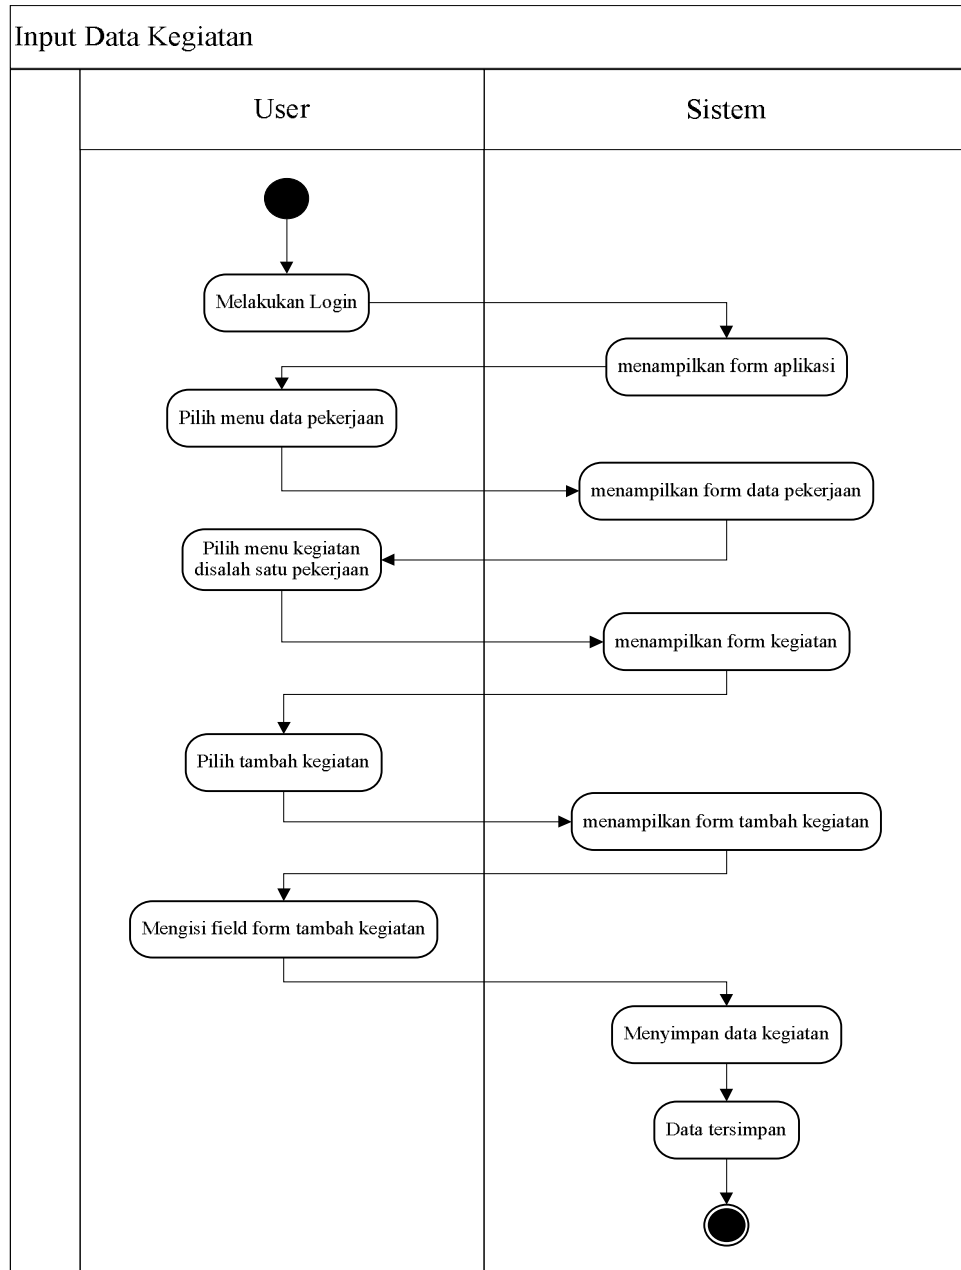 Input Data Kegiatan
User
Sistem
Melakukan Login
menampilkan form aplikasi
Pilih menu data pekerjaan
menampilkan form data pekerjaan
Pilih menu kegiatan
disalah satu pekerjaan
menampilkan form kegiatan
Pilih tambah kegiatan
menampilkan form tambah kegiatan
Mengisi field form tambah kegiatan
Menyimpan data kegiatan
Data tersimpan